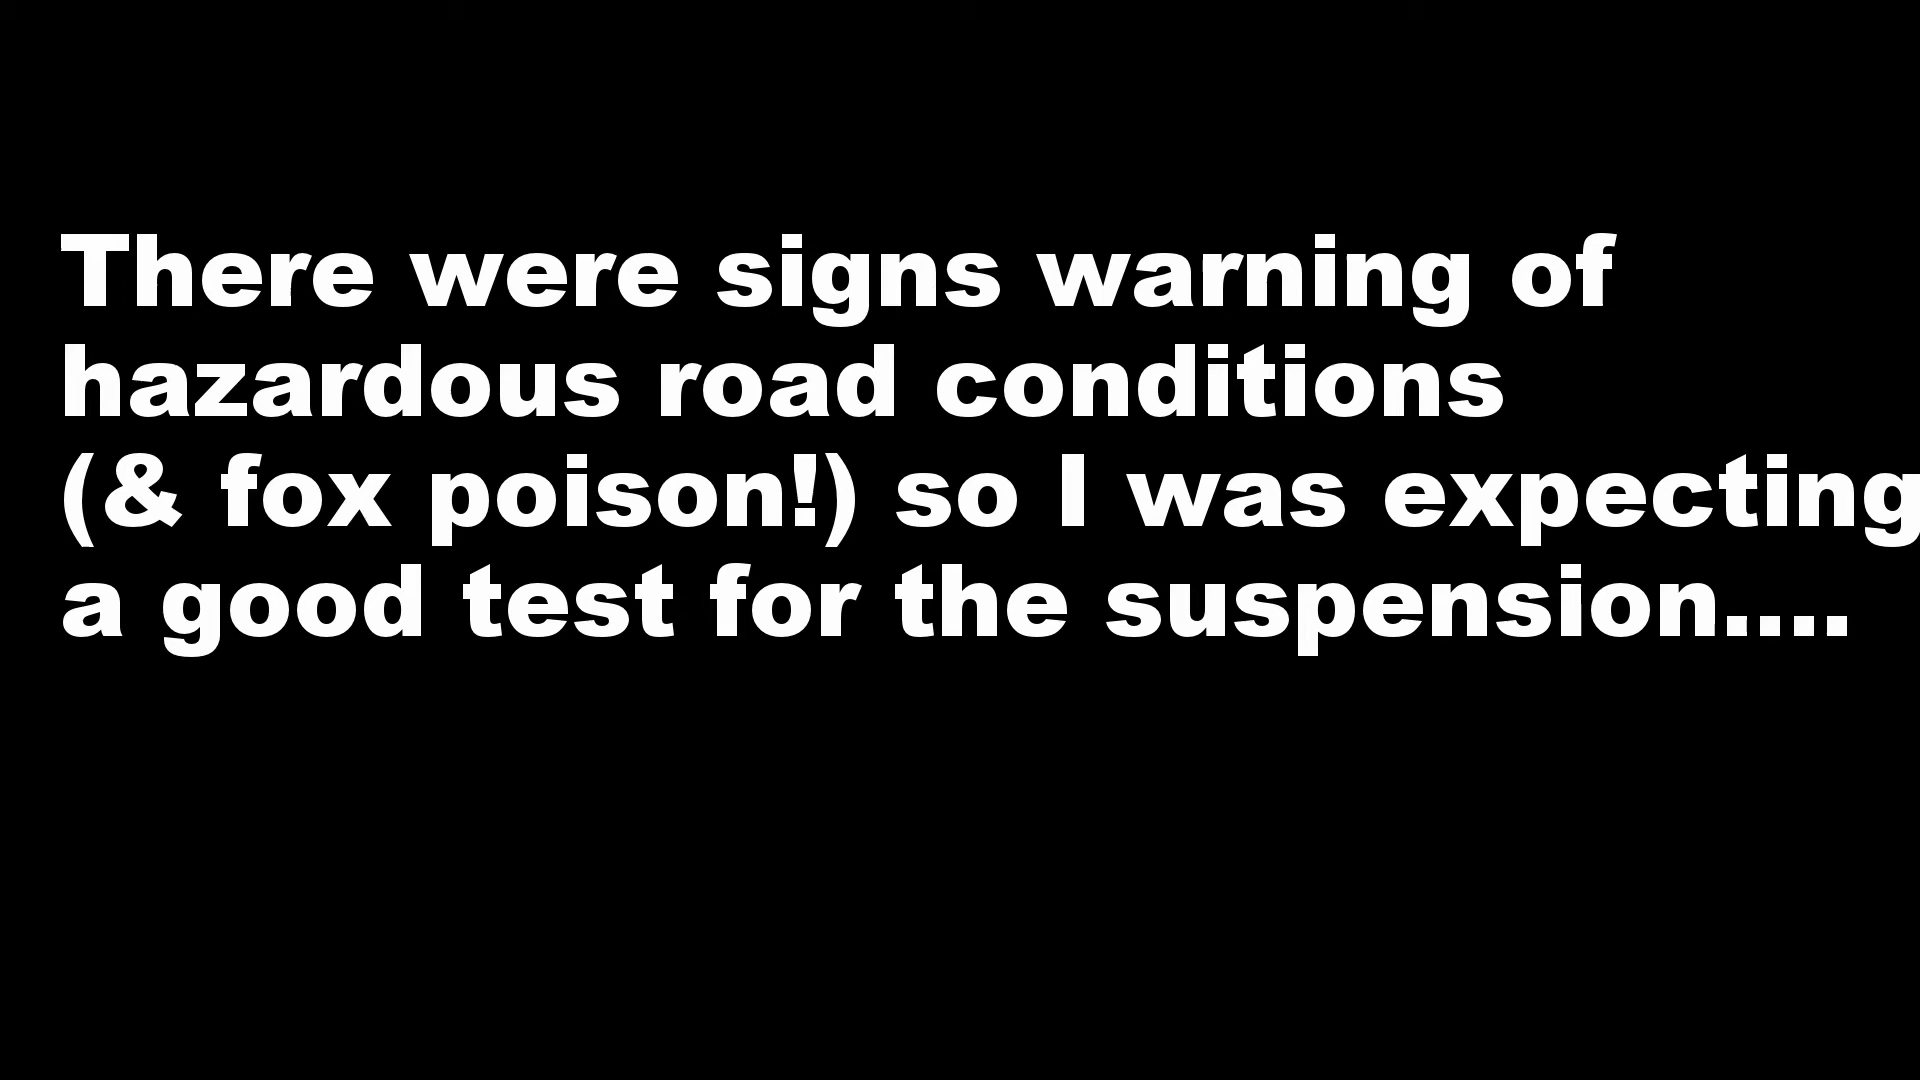 There were signs warning of
hazardous road conditions
(& fox poison!) so I was expecting
a good test for the suspension....